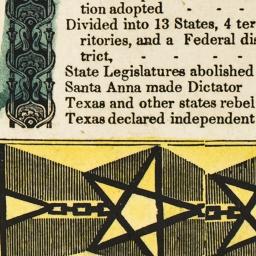 tion adopted - -
Divided into 13 States, 4 ter
ritories, and a Federal dis
trict, - - - -
State Legislatures abolished
Santa Anna made Dictator
Texas and other states rebel
Texas declared independent